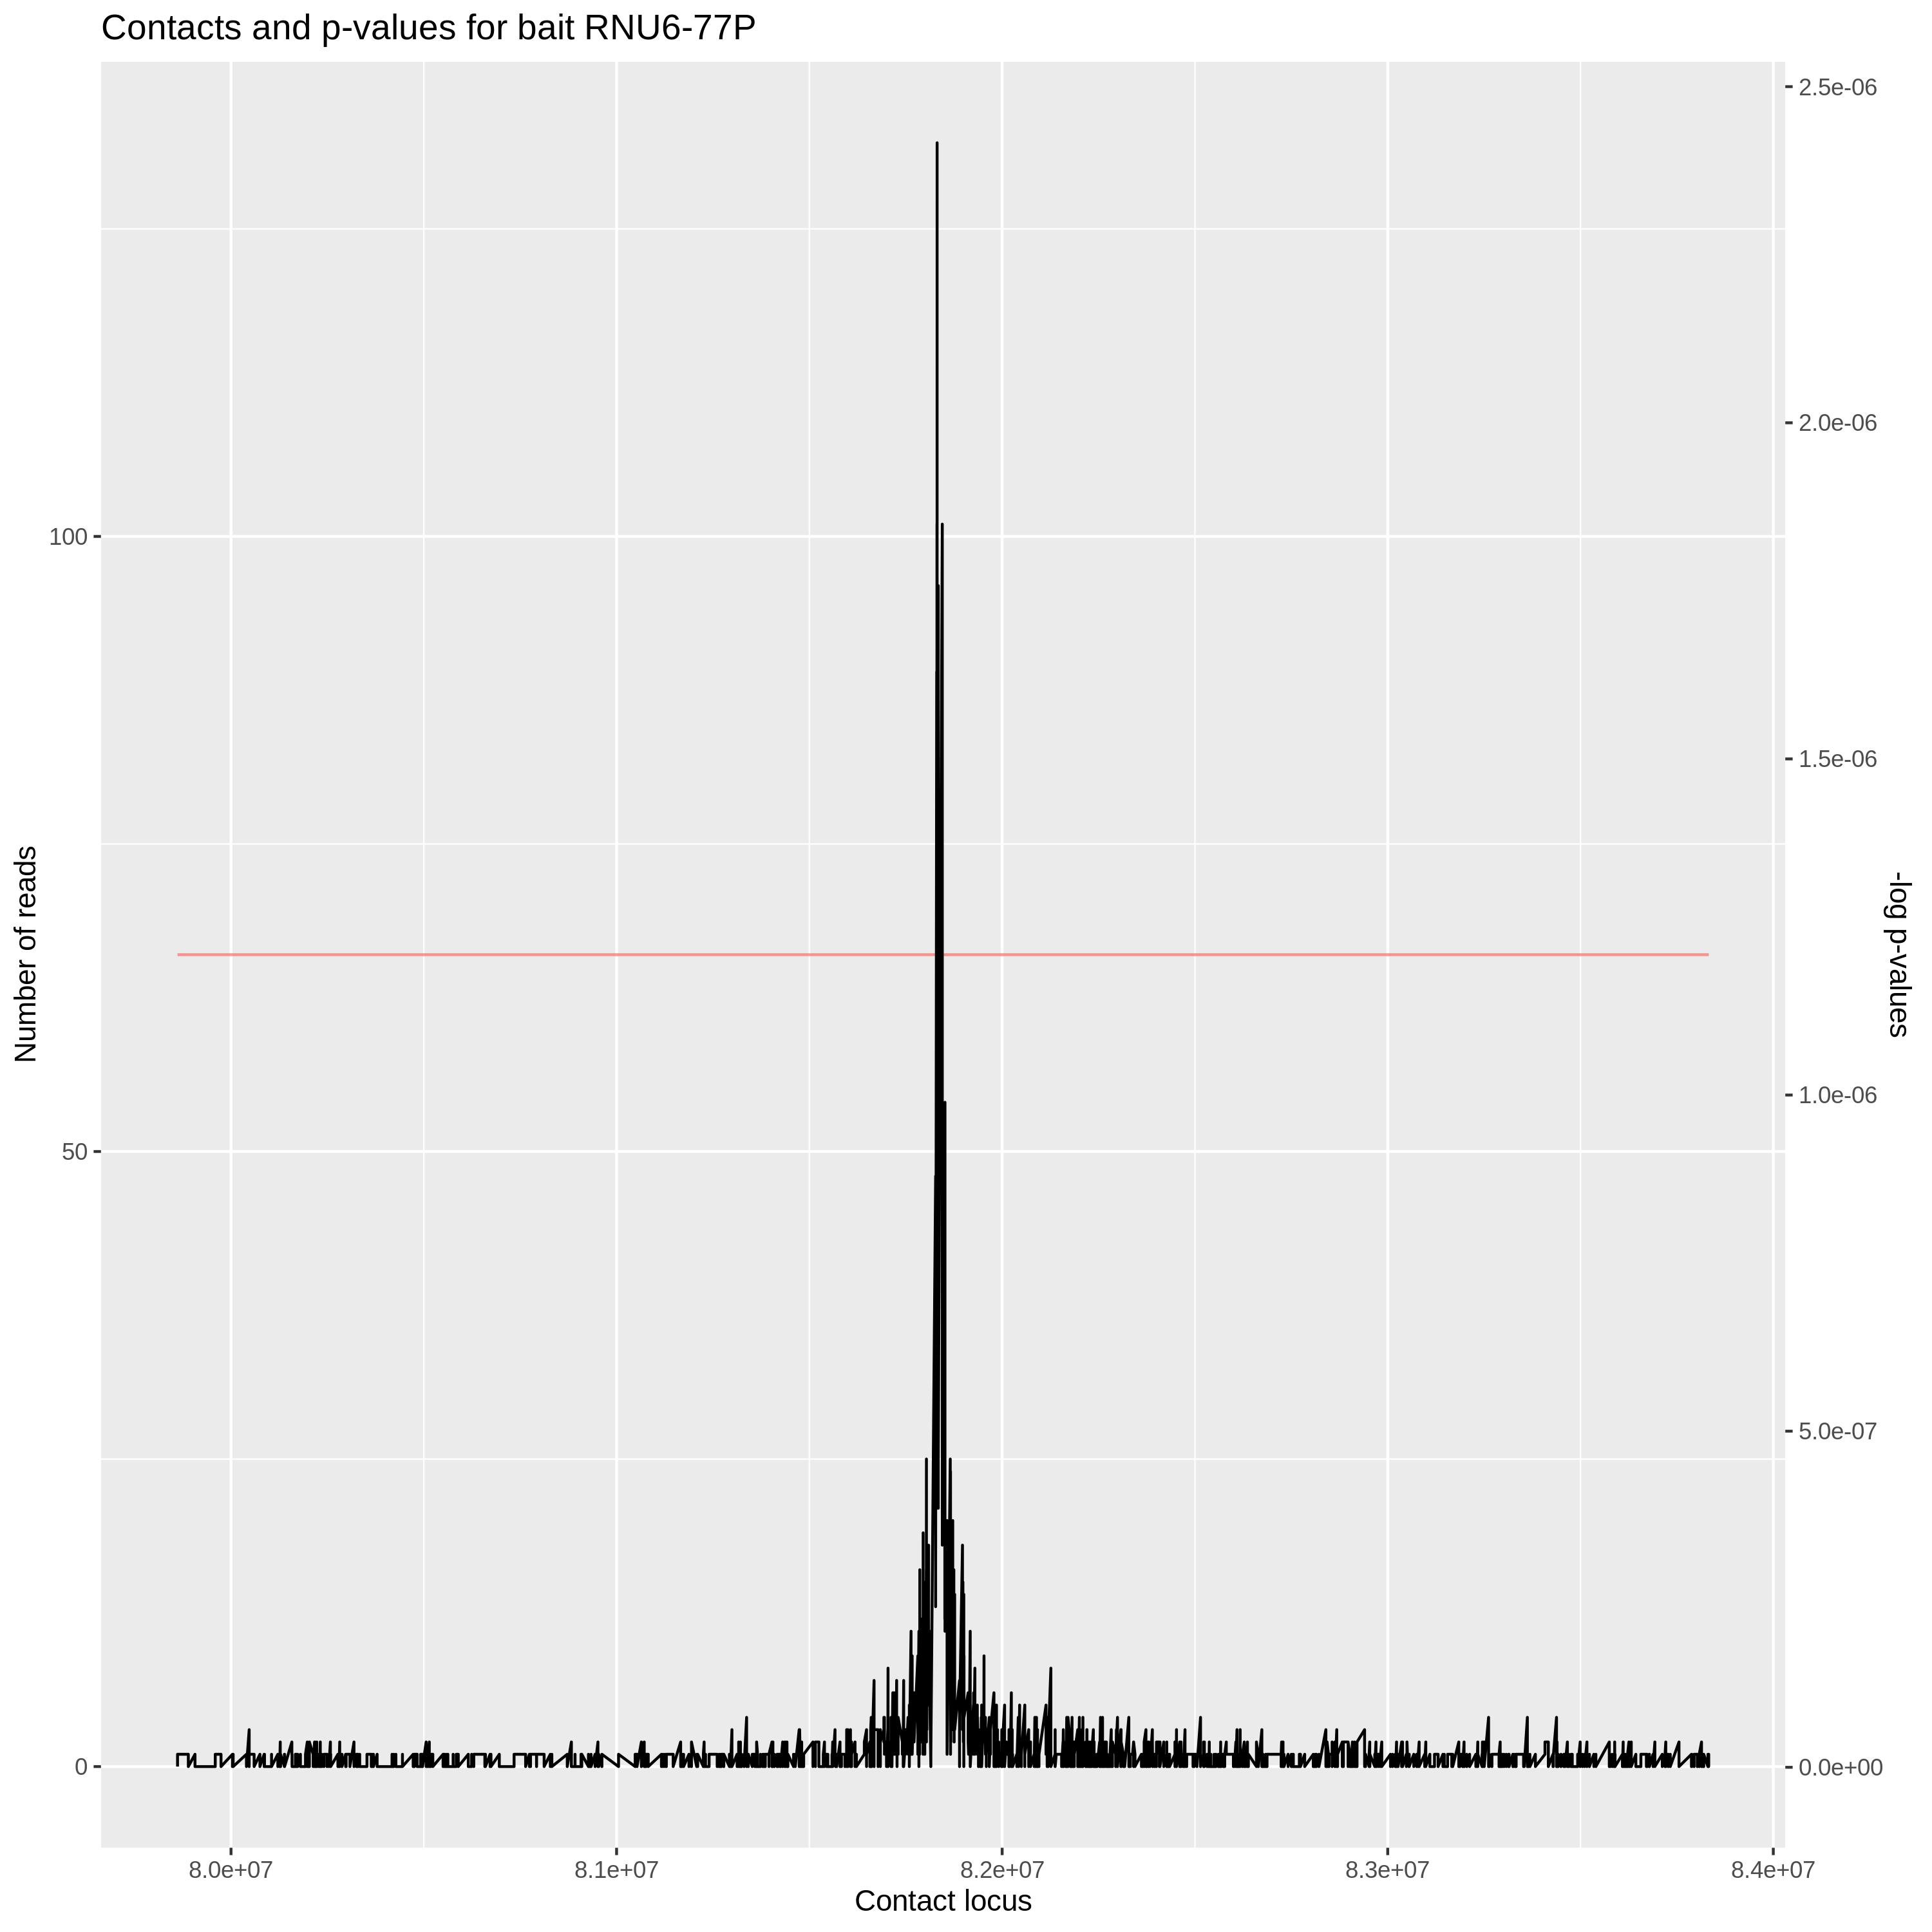 Contacts and p-values for bait RNU6-77P
Number of reads
100
50
0
2.5e-06
2.0e-06
1.5e-06
1.0e-06
5.0e-07
0.0e+00
-log p-values
8.0e+07
8.1e+07
8.2e+07
8.3e+07
8.4e+07
Contact locus